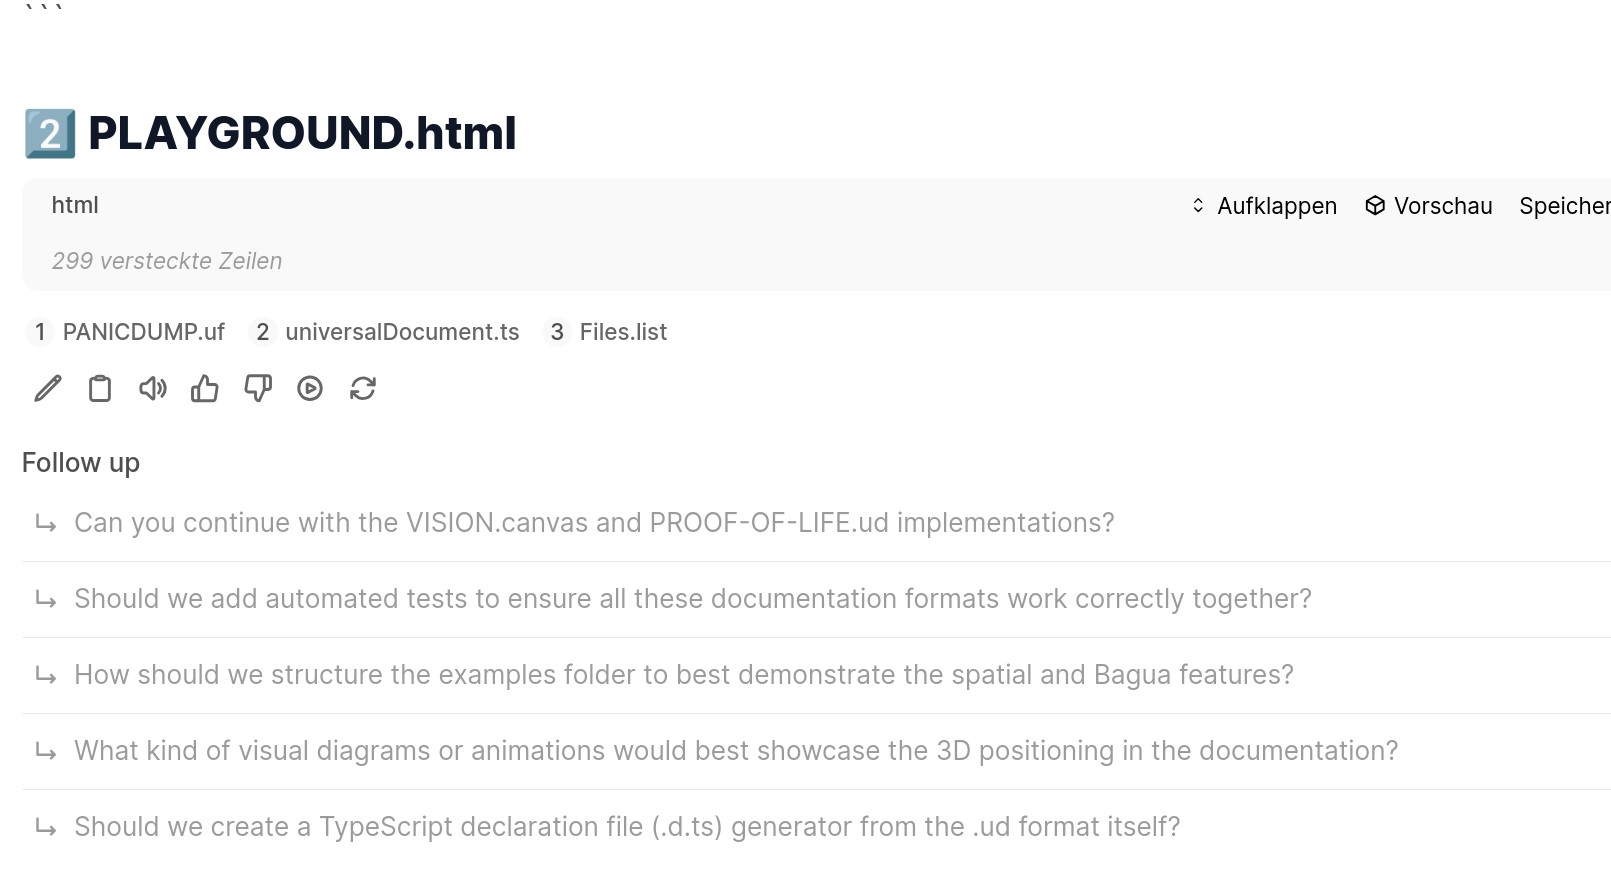 ```
2️⃣ PLAYGROUND.html
html Aufklappen Vorschau
299 versteckte Zeilen
1 PANICDUMP.uf 2 universalDocument.ts 3 Files.list
Follow up
Can you continue with the VISION.canvas and PROOF-OF-LIFE.ud implementations?
Should we add automated tests to ensure all these documentation formats work correctly together?
How should we structure the examples folder to best demonstrate the spatial and Bagua features?
What kind of visual diagrams or animations would best showcase the 3D positioning in the documentation?
Should we create a TypeScript declaration file (.d.ts) generator from the .ud format itself?